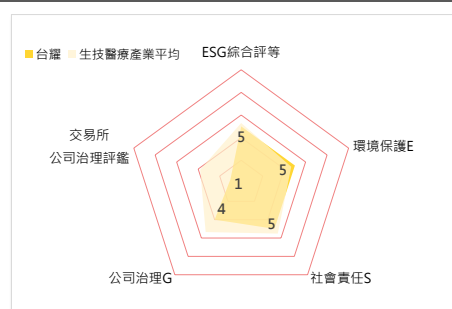 台耀 生技醫療產業平均
ESG綜合評等
交易所
公司治理評鑑
環境保護E
5
5
1
4
5
公司治理G
社會責任S